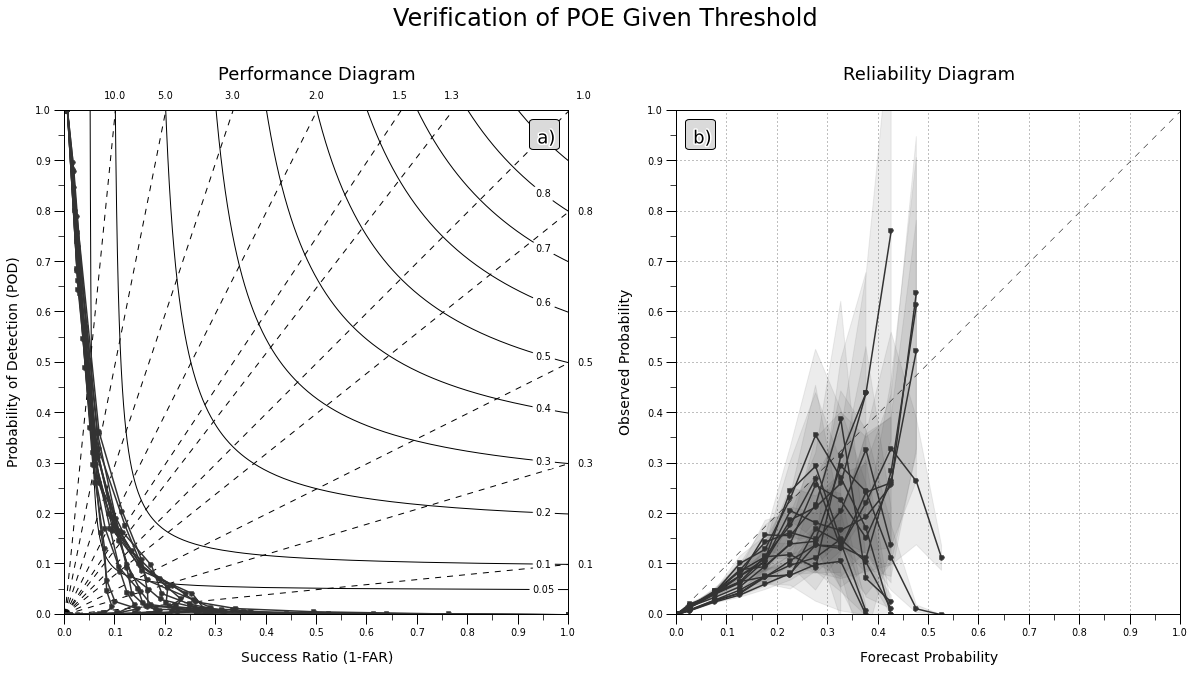 Verification of POE Given Threshold
Performance Diagram
Reliability Diagram
10.0 5.0 3.0 2.0 1.5 1.3 1.0
a)
b)
1.0
0.9
0.8
0.7
0.6
0.5
0.4
0.3
0.2
0.1
0.0
Probability of Detection (POD)
0.8
0.7
0.6
0.5
0.4
0.3
0.2
0.1
0.05
0.8
0.5
0.3
0.1
0.0 0.1 0.2 0.3 0.4 0.5 0.6 0.7 0.8 0.9 1.0
Success Ratio (1-FAR)
1.0
0.9
0.8
0.7
0.6
0.5
0.4
0.3
0.2
0.1
0.0
Observed Probability
0.0 0.1 0.2 0.3 0.4 0.5 0.6 0.7 0.8 0.9 1.0
Forecast Probability